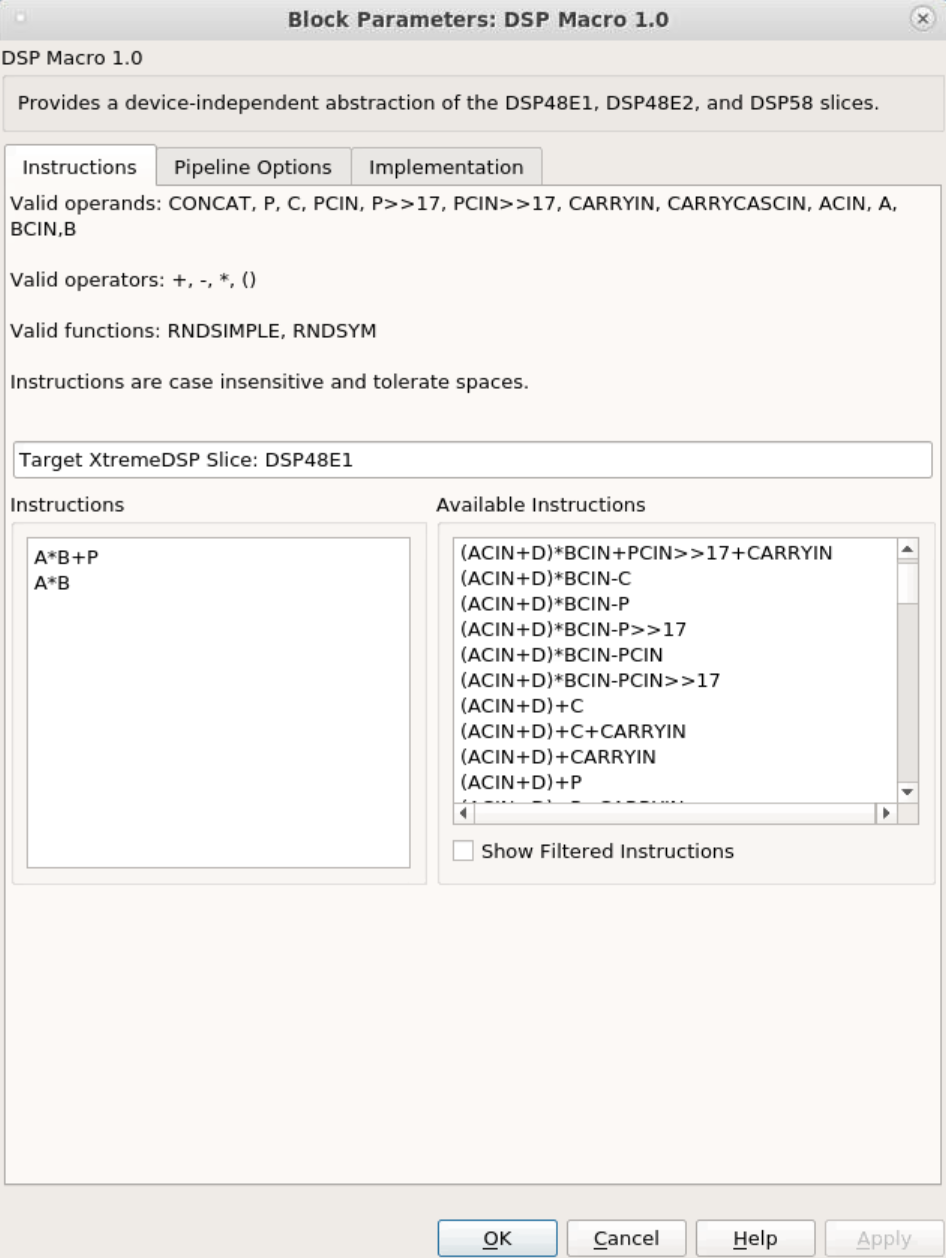 Block Parameters: DSP Macro 1.0
DSP Macro 1.0
Provides a device-independent abstraction of the DSP48E1, DSP48E2, and DSP58 slices.
Instructions
Pipeline Options
Implementation
Valid operands: CONCAT, P, C, PCIN, P>>17, PCIN>>17, CARRYIN, CARRYCASCIN, ACIN, A,
BCIN,B
Valid operators: +, -, *, ()
Valid functions: RNDSIMPLE, RNDSYM
Instructions are case insensitive and tolerate spaces.
Target XtremeDSP Slice: DSP48E1
Instructions
A*B+P
A*B
Available Instructions
(ACIN+D)*BCIN+PCIN>>17+CARRYIN
(ACIN+D)*BCIN-C
(ACIN+D)*BCIN-P
(ACIN+D)*BCIN-P>>17
(ACIN+D)*BCIN-PCIN
(ACIN+D)*BCIN-PCIN>>17
(ACIN+D)+C
(ACIN+D)+C+CARRYIN
(ACIN+D)+CARRYIN
(ACIN+D)+P
Show Filtered Instructions
OK
Cancel
Help
Apply